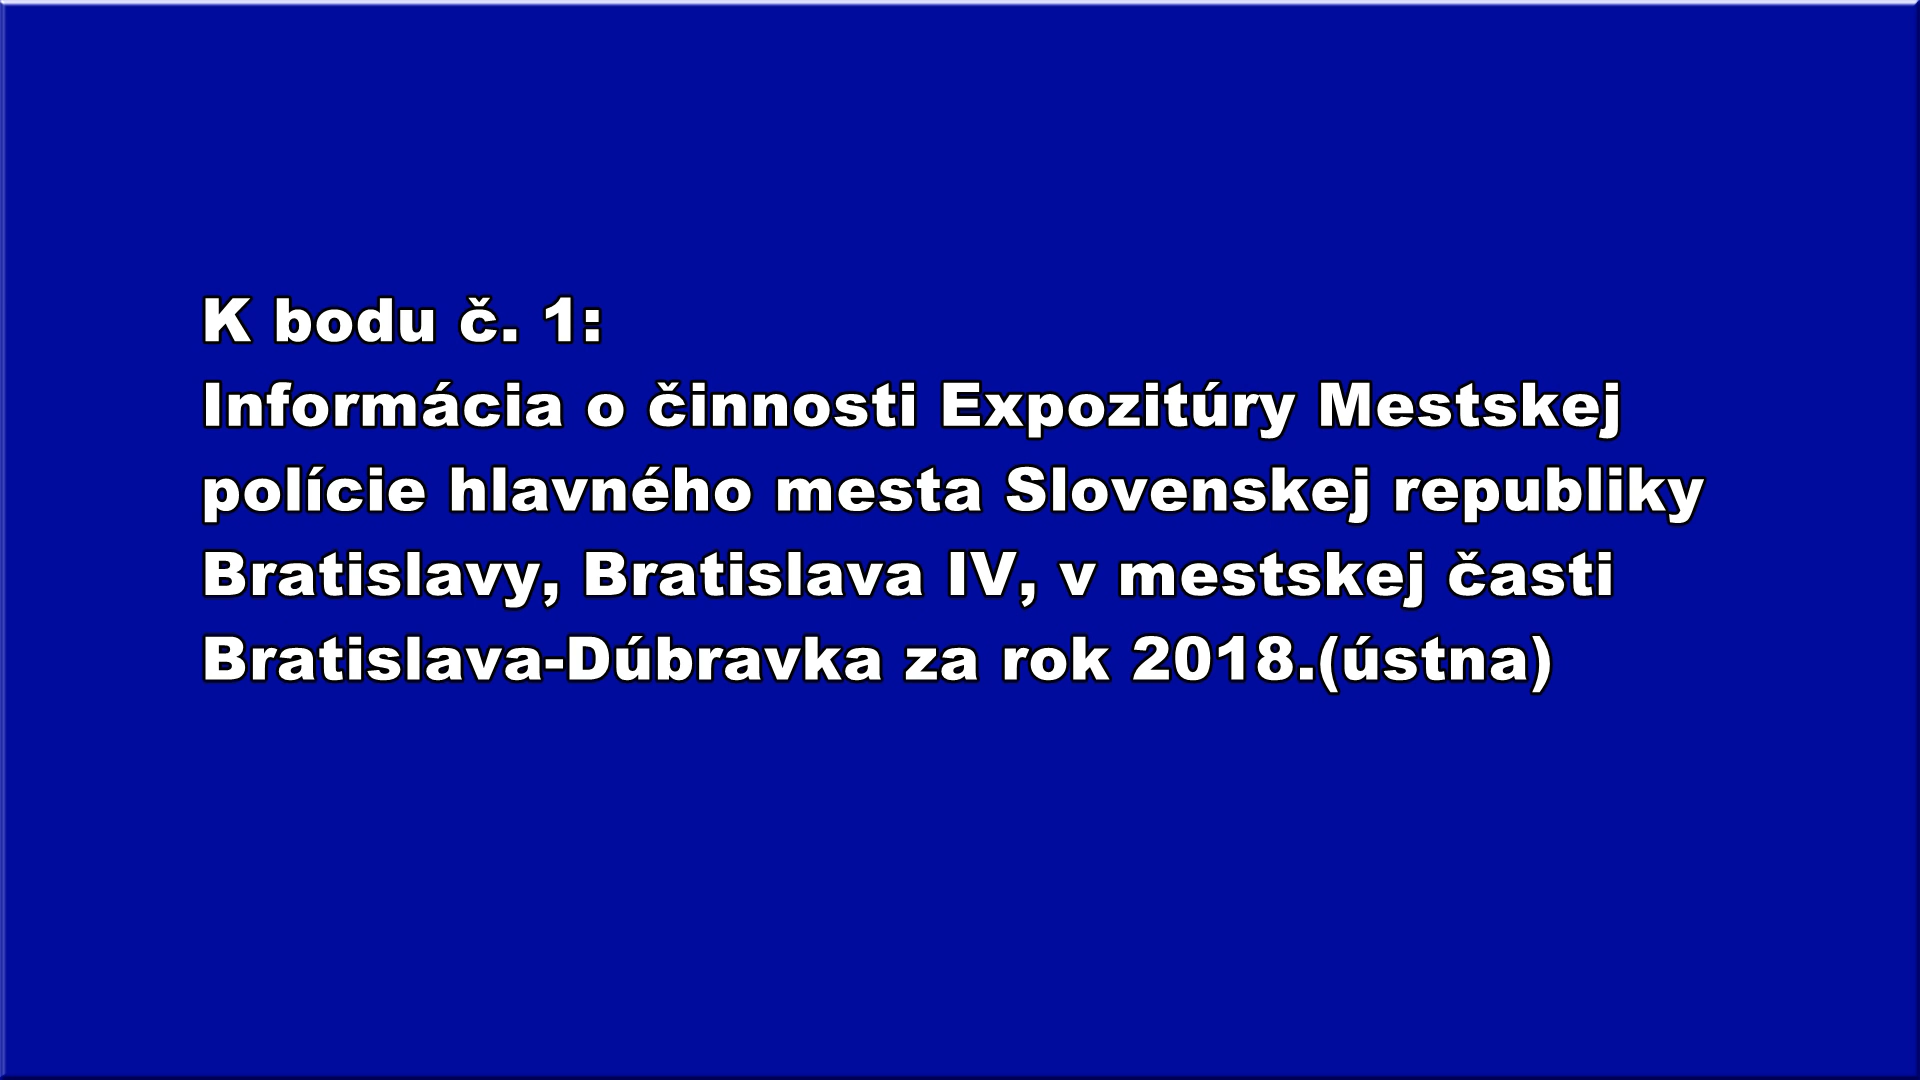 K bodu č. 1:
Informácia o činnosti Expozitúry Mestskej
polície hlavného mesta Slovenskej republiky
Bratislavy, Bratislava IV, v mestskej časti
Bratislava-Dúbravka za rok 2018.(ústna)